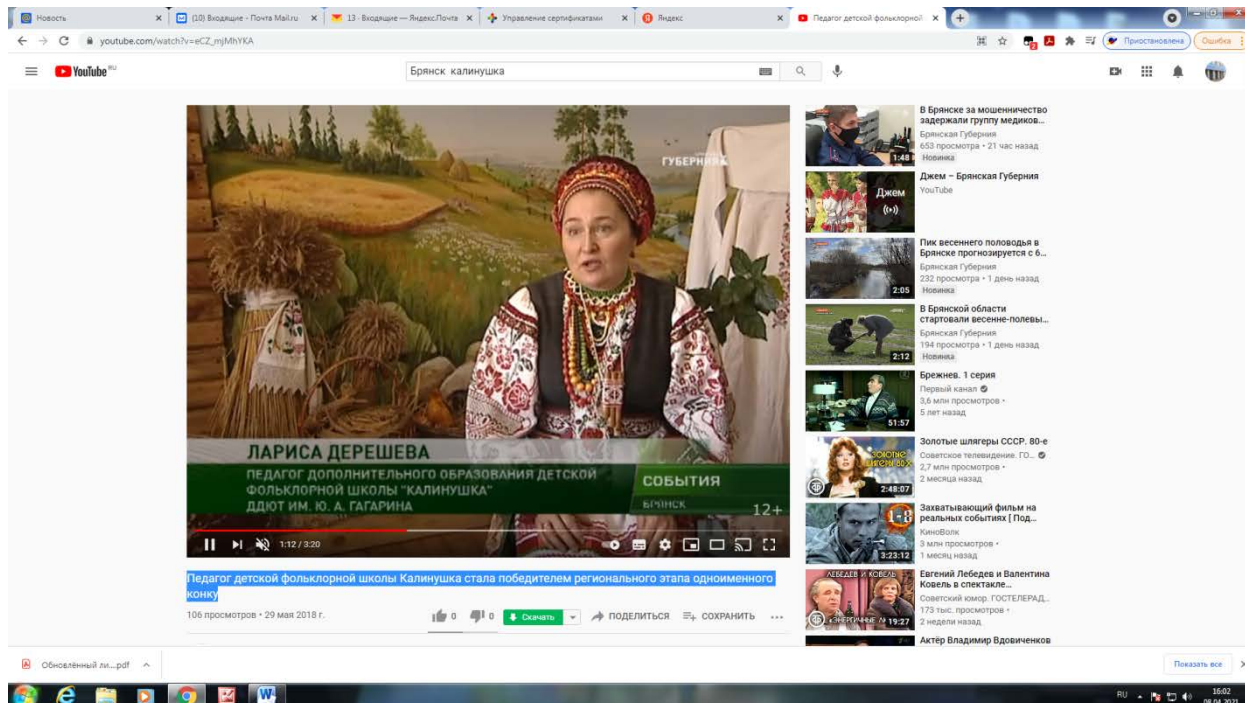 Новость
(10) Входящие - Почта Mail.ru
13 · Входящие — Яндекс.Почта
Управление сертификатами
Яндекс
Педагог детской фольклорной
youtube.com/watch?v=eCZ_mjMhYKA
Приостановлена
Ошибка
YouTube RU
Брянск калинушка
ГУБЕРНИЯ
ЛАРИСА ДЕРЕШЕВА
ПЕДАГОГ ДОПОЛНИТЕЛЬНОГО ОБРАЗОВАНИЯ ДЕТСКОЙ
ФОЛЬКЛОРНОЙ ШКОЛЫ "КАЛИНУШКА"
ДДЮТ ИМ. Ю. А. ГАГАРИНА
СОБЫТИЯ
БРЯНСК
12+
1:12 / 3:20
Педагог детской фольклорной школы Калинушка стала победителем регионального этапа одноименного
конку
106 просмотров • 29 мая 2018 г.
0
0
Скачать
ПОДЕЛИТЬСЯ
СОХРАНИТЬ
В Брянске за мошенничество
задержали группу медиков...
Брянская Губерния
653 просмотра • 21 час назад
Новинка
1:48
Джем – Брянская Губерния
YouTube
Джем
Пик весеннего половодья в
Брянске прогнозируется с 6...
Брянская Губерния
232 просмотра • 1 день назад
Новинка
2:05
В Брянской области
стартовали весенне-полевы...
Брянская Губерния
194 просмотра • 1 день назад
Новинка
2:12
Брежнев. 1 серия
Первый канал
3,6 млн просмотров •
5 лет назад
51:57
Золотые шлягеры СССР. 80-е
Советское телевидение. ГО...
2,7 млн просмотров •
2 месяца назад
ЗОЛОТЫЕ
2:48:07
Захватывающий фильм на
реальных событиях [ Под...
КиноВолк
3 млн просмотров •
1 месяц назад
1-8
3:23:12
Евгений Лебедев и Валентина
Ковель в спектакле...
Советский юмор. ГОСТЕЛЕРАД...
173 тыс. просмотров •
2 недели назад
ЛЕБЕДЕВ И КОВЕЛЬ
19:27
Актёр Владимир Вдовиченков
Обновленный ли....pdf
Показать все
RU
16:02
08.04.2021